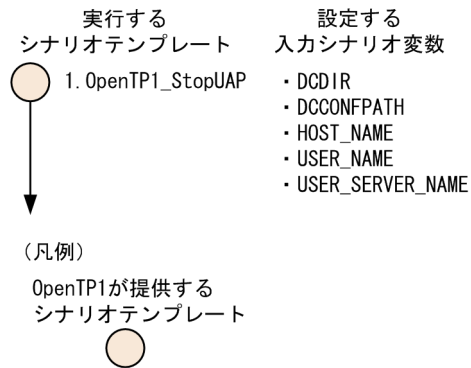 実行する
シナリオテンプレート
設定する
入力シナリオ変数
1. OpenTP1_StopUAP
・DCDIR
・DCCONFPATH
・HOST_NAME
・USER_NAME
・USER_SERVER_NAME
（凡例）
OpenTP1が提供する
シナリオテンプレート